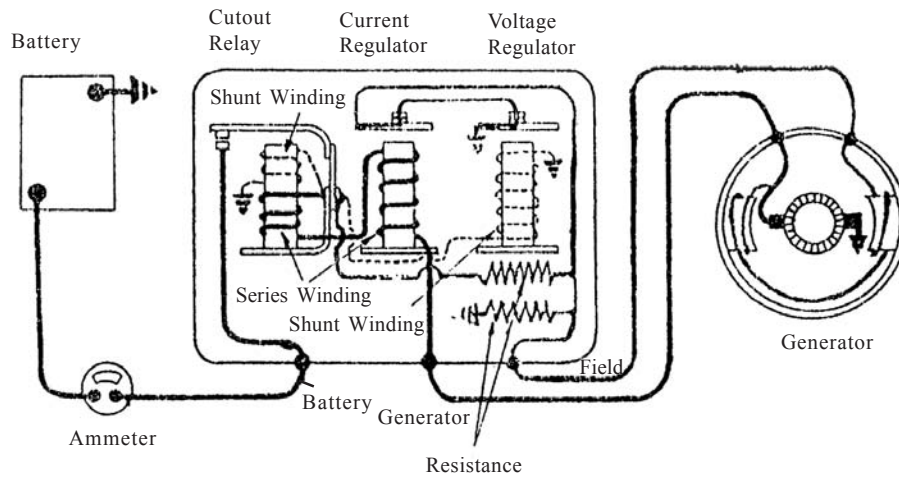 Cutout
Relay
Current
Regulator
Voltage
Regulator
Battery
Shunt Winding
Series Winding
Shunt Winding
Field
Generator
Battery
Generator
Ammeter
Resistance